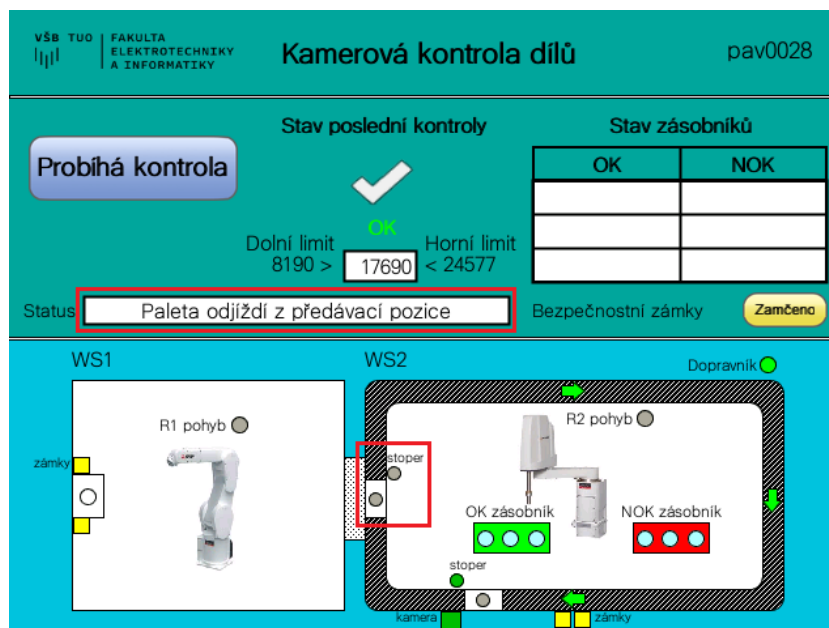 VŠB TUO
FAKULTA
ELEKTROTECHNIKY
A INFORMATIKY
Kamerová kontrola dílů
pav0028
Probíhá kontrola
Stav poslední kontroly
OK
Dolní limit
8190 >
17690
Horní limit
< 24577
Stav zásobníků
OK NOK
Status
Paleta odjíždí z předávací pozice
Bezpečnostní zámky
Zamčeno
WS1
WS2
Dopravník
R1 pohyb
R2 pohyb
zámky
stoper
OK zásobník
NOK zásobník
stoper
kamera
zámky